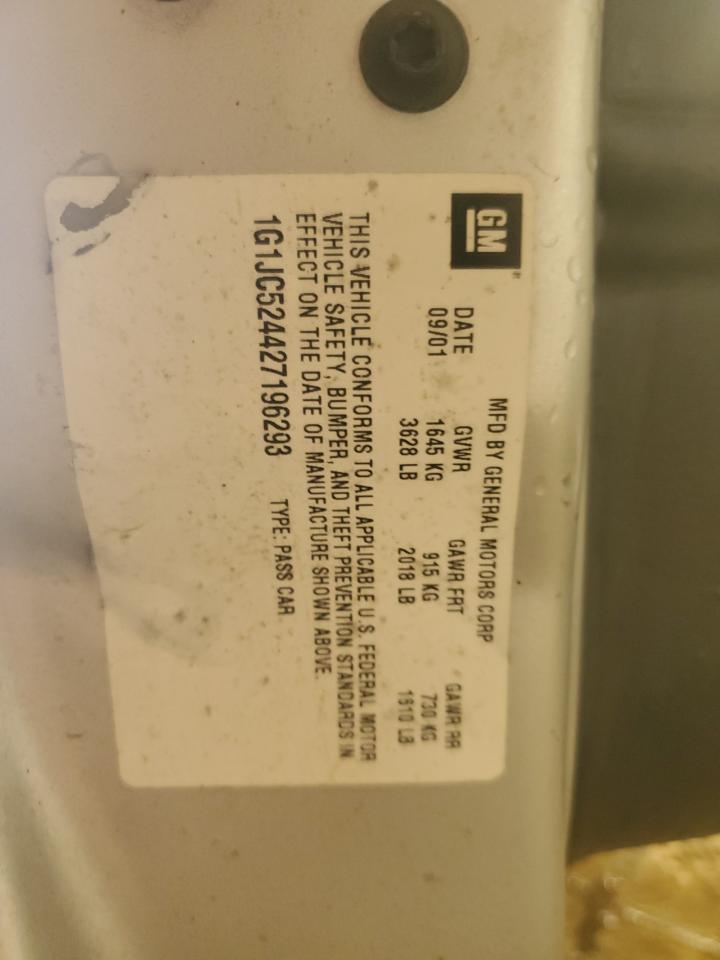 GM®
MFD BY GENERAL MOTORS CORP
DATE GVWR GAWR FRT GAWR RR
09/01 1645 KG 915 KG 730 KG
3628 LB 2018 LB 1610 LB
THIS VEHICLE CONFORMS TO ALL APPLICABLE U.S. FEDERAL MOTOR
VEHICLE SAFETY, BUMPER, AND THEFT PREVENTION STANDARDS IN
EFFECT ON THE DATE OF MANUFACTURE SHOWN ABOVE.
1G1JC524427196293 TYPE: PASS CAR